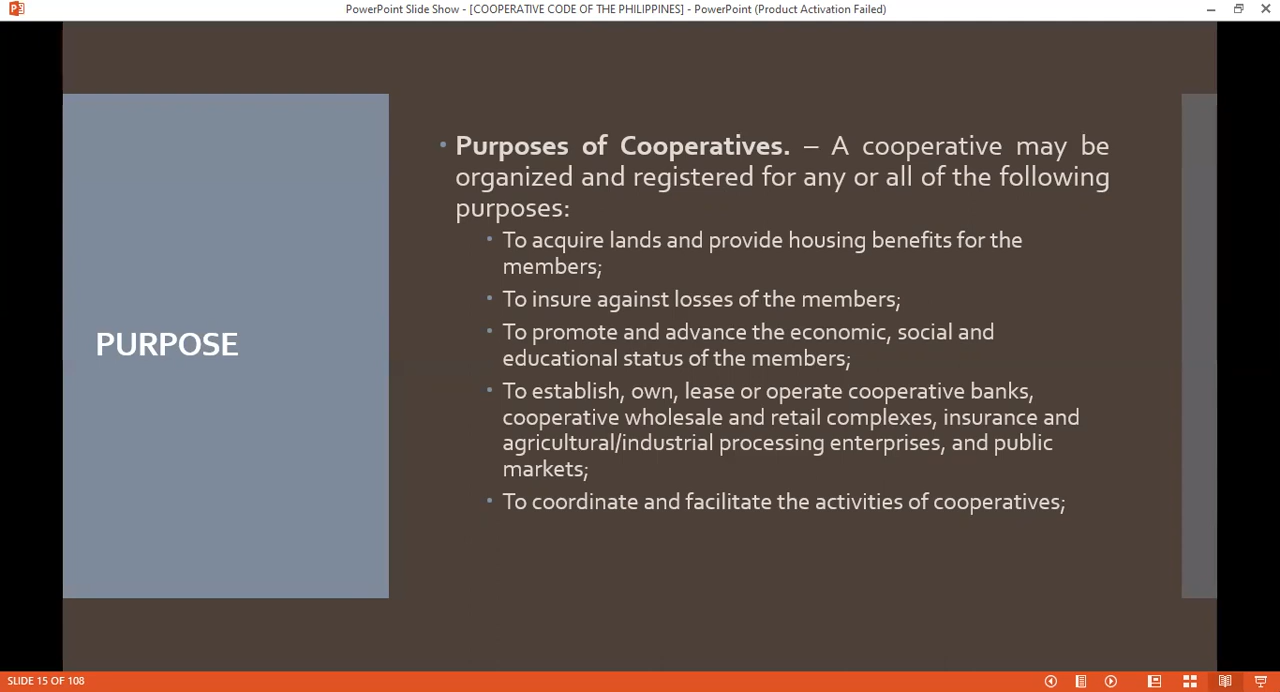 PowerPoint Slide Show - [COOPERATIVE CODE OF THE PHILIPPINES] - PowerPoint (Product Activation Failed)
PURPOSE
• Purposes of Cooperatives. – A cooperative may be
organized and registered for any or all of the following
purposes:
• To acquire lands and provide housing benefits for the
members;
• To insure against losses of the members;
• To promote and advance the economic, social and
educational status of the members;
• To establish, own, lease or operate cooperative banks,
cooperative wholesale and retail complexes, insurance and
agricultural/industrial processing enterprises, and public
markets;
• To coordinate and facilitate the activities of cooperatives;
SLIDE 15 OF 108